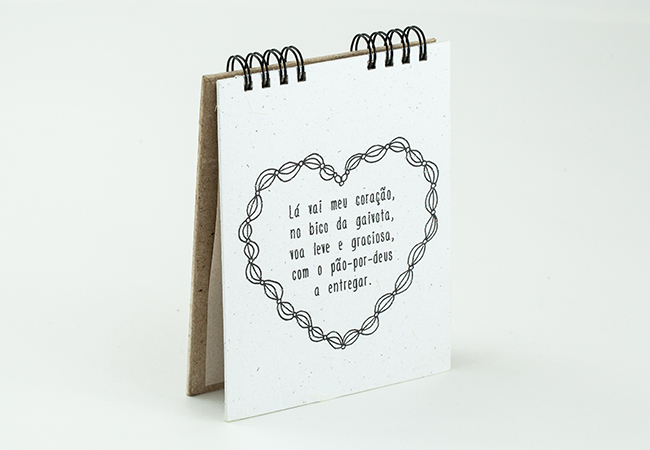 Lá vai meu coração,
no bico da gaivota,
voa leve e graciosa,
com o pão-por-deus
a entregar.